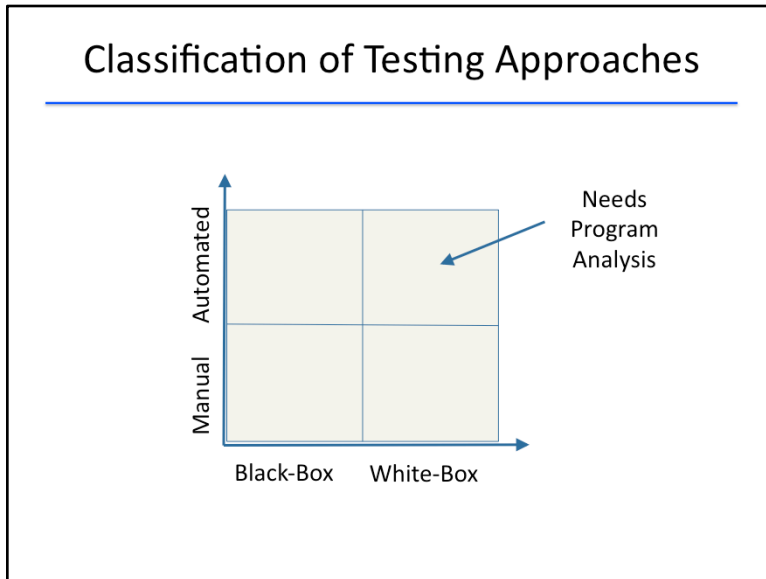 Classification of Testing Approaches
Needs
Program
Analysis
Automated
Manual
Black-Box
White-Box